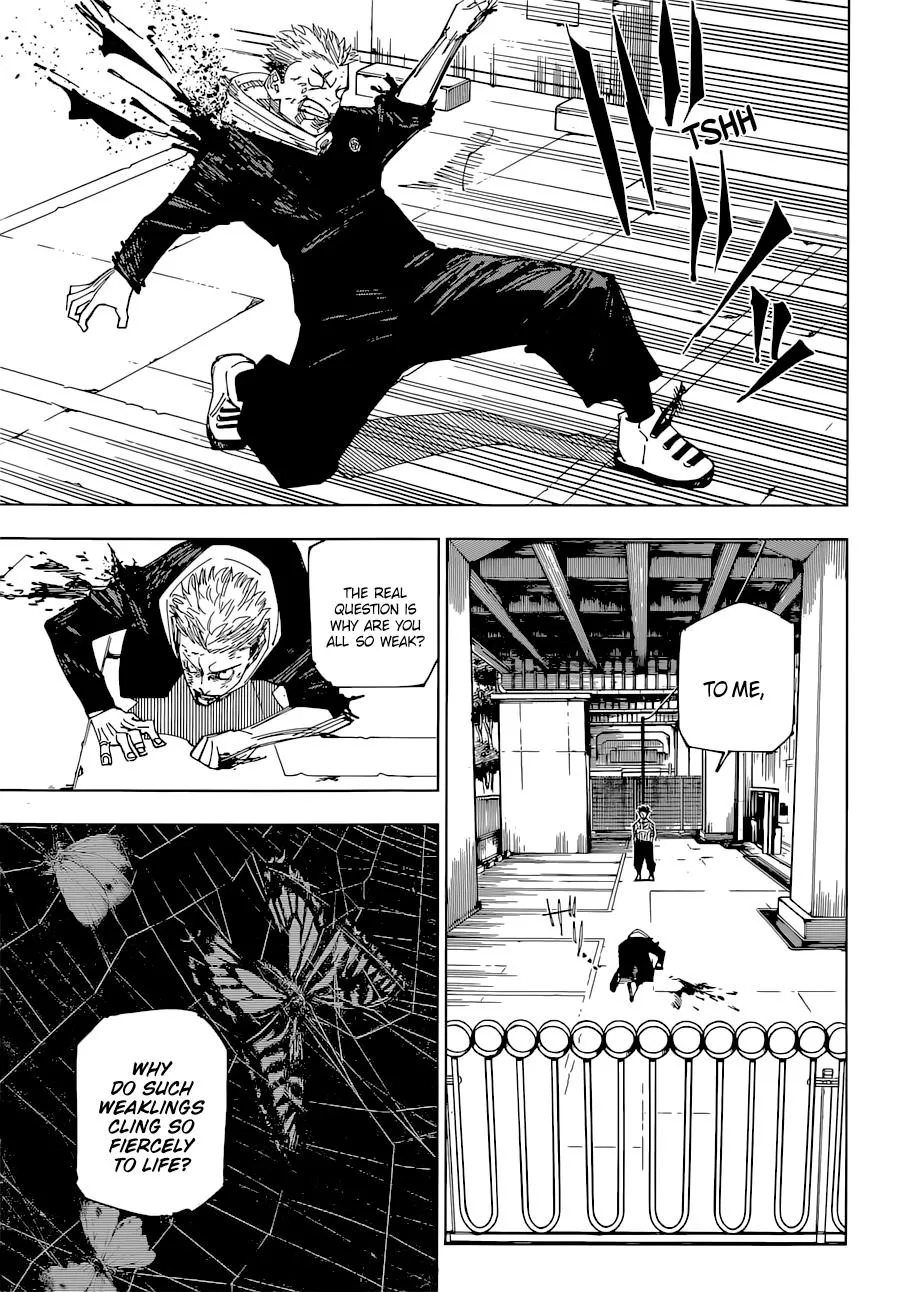 TSHH
TO ME,
THE REAL
QUESTION IS
WHY ARE YOU
ALL SO WEAK?
WHY
DO SUCH
WEAKLINGS
CLING SO
FIERCELY
TO LIFE?